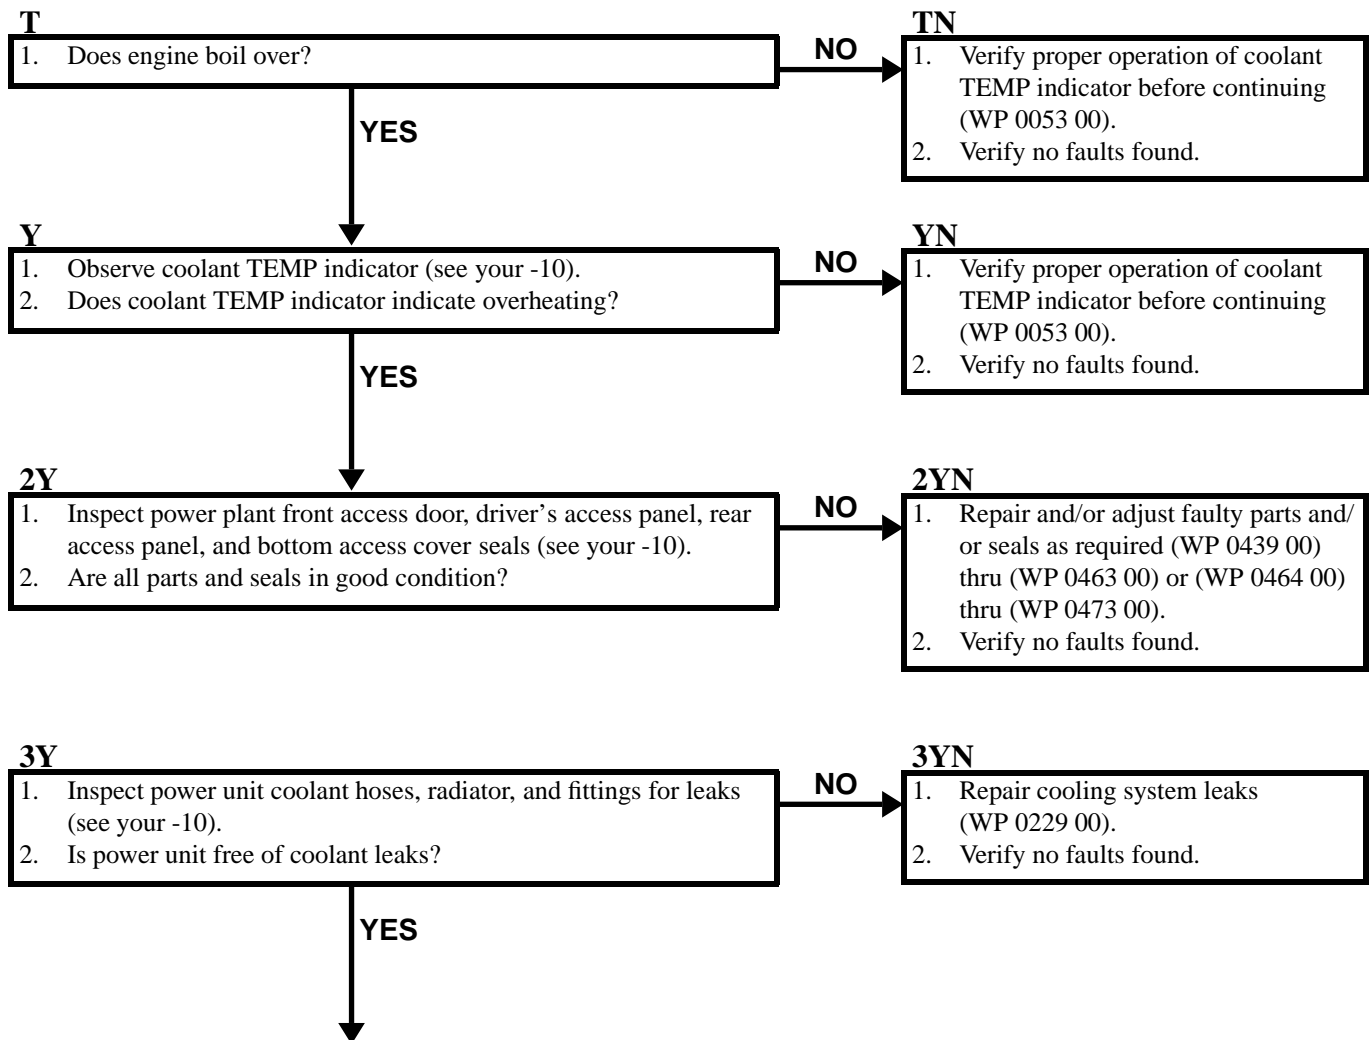 T
1. Does engine boil over?
NO
TN
1. Verify proper operation of coolant
TEMP indicator before continuing
(WP 0053 00).
2. Verify no faults found.
YES
Y
1. Observe coolant TEMP indicator (see your -10).
2. Does coolant TEMP indicator indicate overheating?
NO
YN
1. Verify proper operation of coolant
TEMP indicator before continuing
(WP 0053 00).
2. Verify no faults found.
YES
2Y
1. Inspect power plant front access door, driver's access panel, rear
access panel, and bottom access cover seals (see your -10).
2. Are all parts and seals in good condition?
NO
2YN
1. Repair and/or adjust faulty parts and/
or seals as required (WP 0439 00)
thru (WP 0463 00) or (WP 0464 00)
thru (WP 0473 00).
2. Verify no faults found.
3Y
1. Inspect power unit coolant hoses, radiator, and fittings for leaks
(see your -10).
2. Is power unit free of coolant leaks?
NO
3YN
1. Repair cooling system leaks
(WP 0229 00).
2. Verify no faults found.
YES